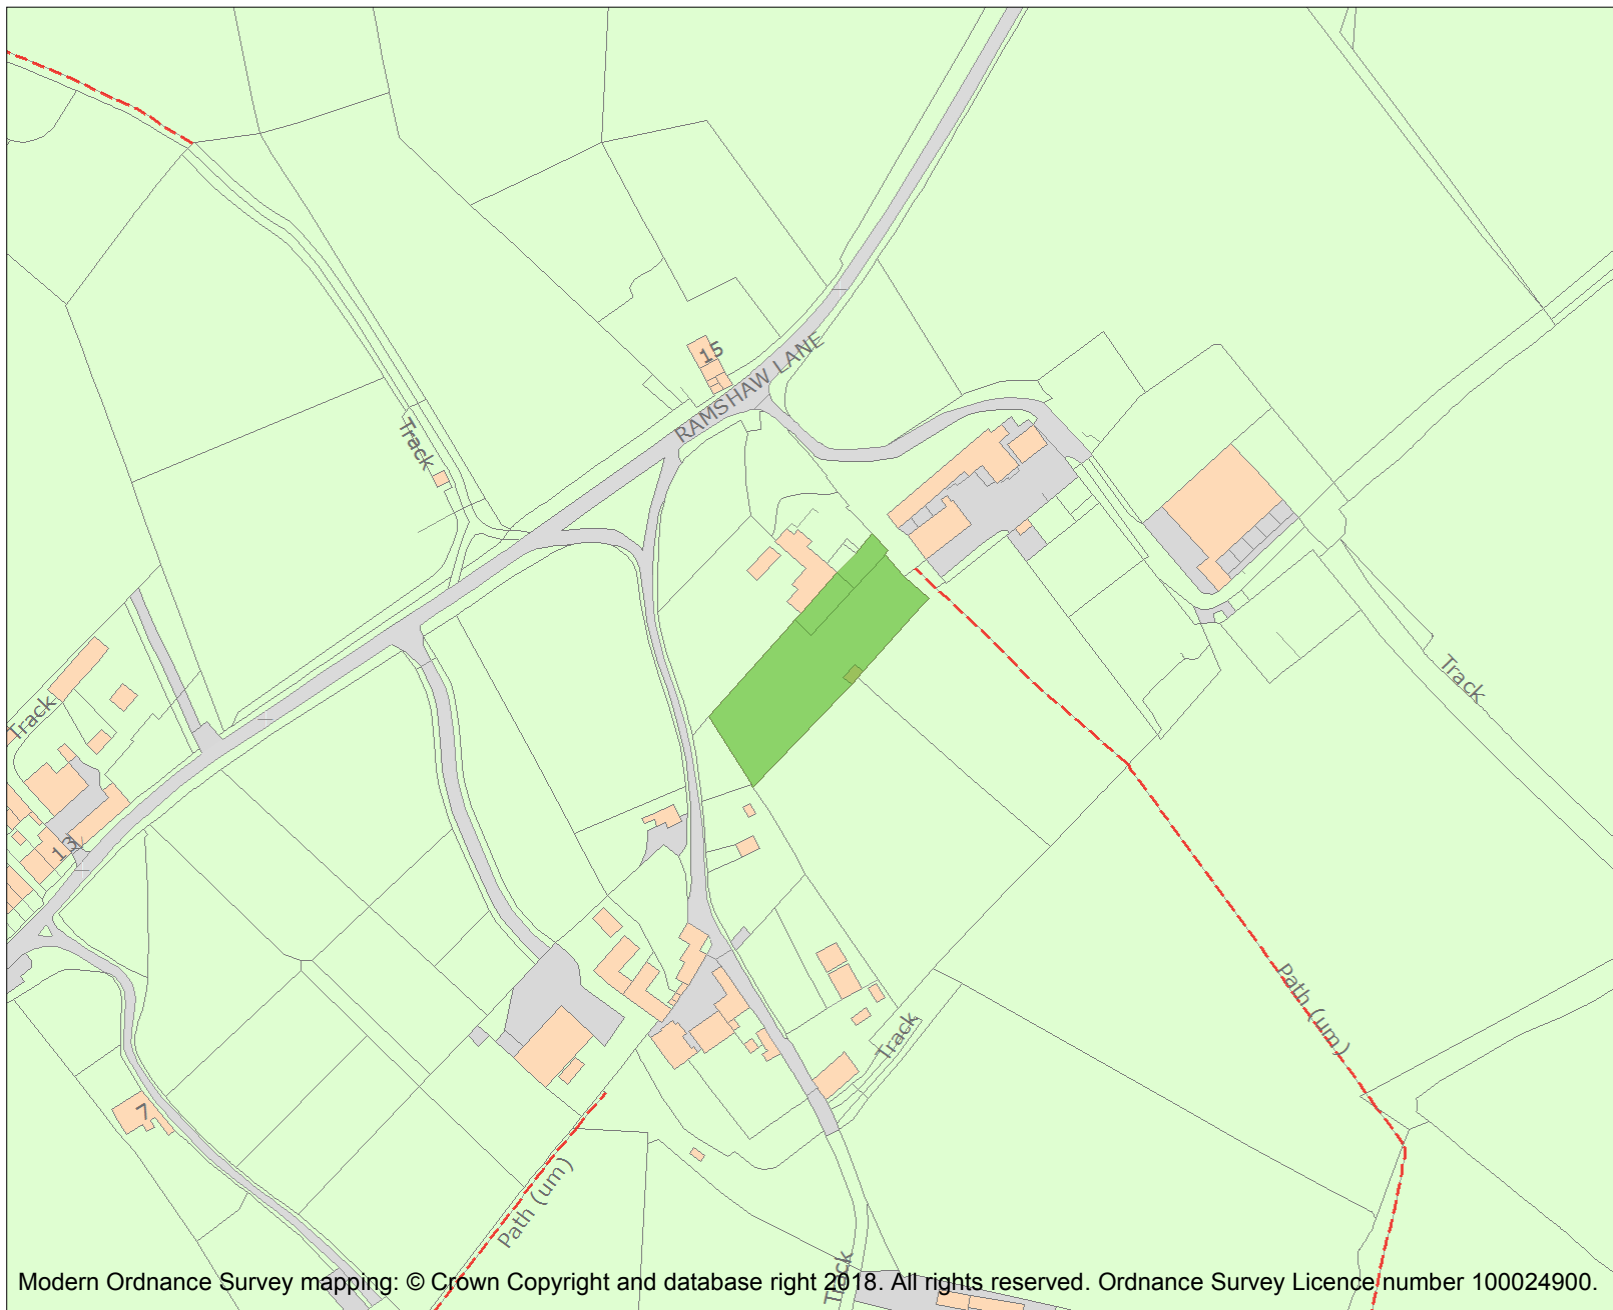 15
RAMSHAW LANE
Track
Track
Track
13
Path (um)
Track
7
Path (um)
Track
Modern Ordnance Survey mapping: © Crown Copyright and database right 2018. All rights reserved. Ordnance Survey Licence number 100024900.